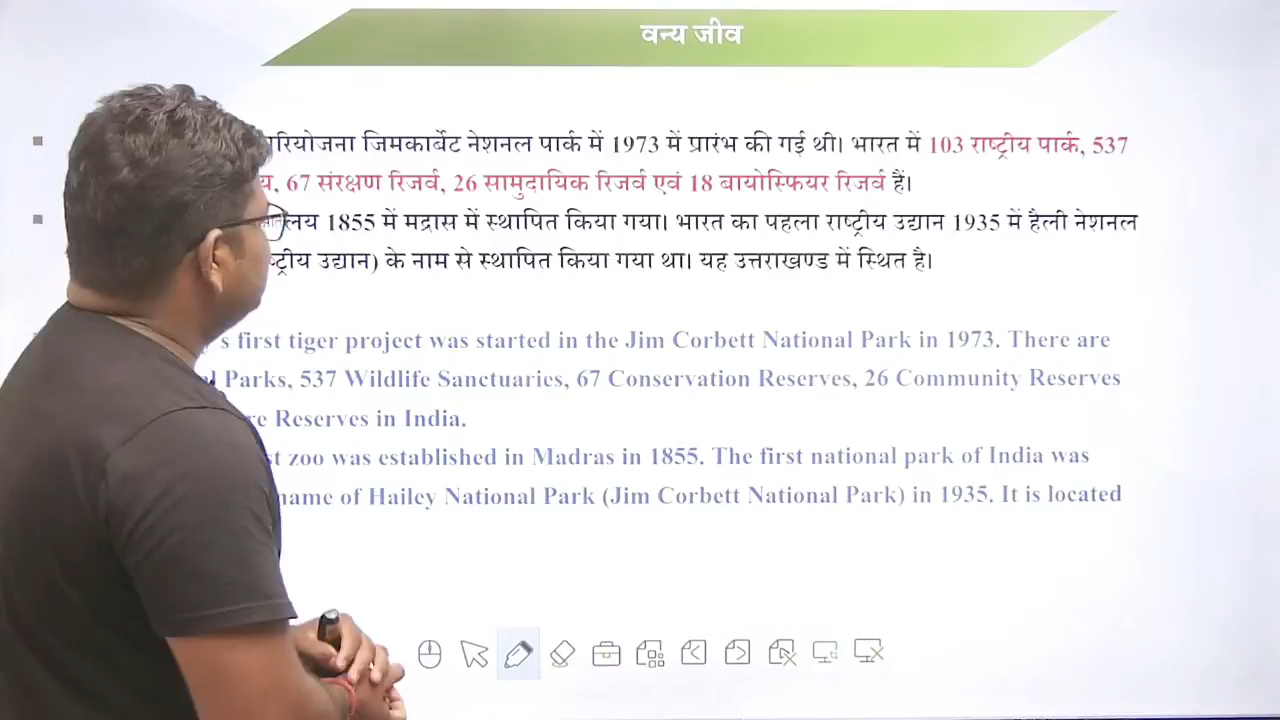 वन्य जीव
परियोजना जिमकार्बेट नेशनल पार्क में 1973 में प्रारंभ की गई थी। भारत में 103 राष्ट्रीय पार्क, 537
67 संरक्षण रिजर्व, 26 सामुदायिक रिजर्व एवं 18 बायोस्फियर रिजर्व हैं।
1855 में मद्रास में स्थापित किया गया। भारत का पहला राष्ट्रीय उद्यान 1935 में हैली नेशनल
उद्यान) के नाम से स्थापित किया गया था। यह उत्तराखण्ड में स्थित है।
's first tiger project was started in the Jim Corbett National Park in 1973. There are
Parks, 537 Wildlife Sanctuaries, 67 Conservation Reserves, 26 Community Reserves
Reserves in India.
zoo was established in Madras in 1855. The first national park of India was
name of Hailey National Park (Jim Corbett National Park) in 1935. It is located